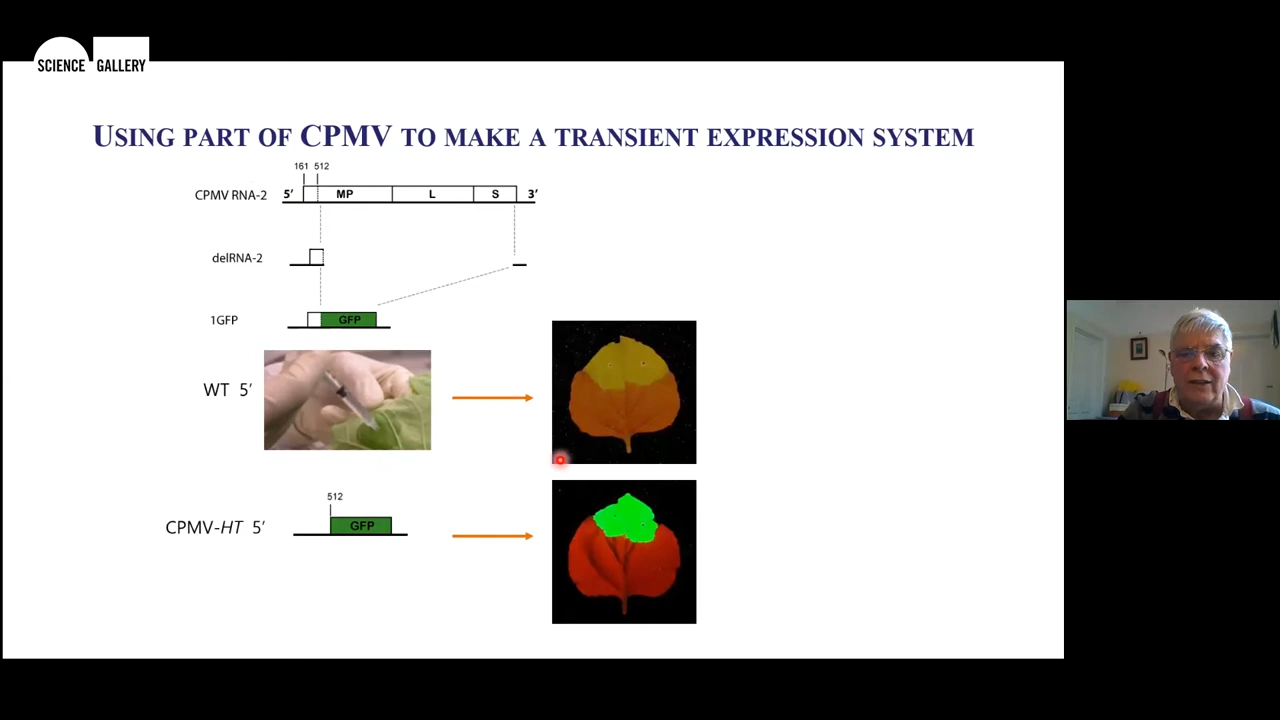 SCIENCE GALLERY
USING PART OF CPMV TO MAKE A TRANSIENT EXPRESSION SYSTEM
161 512
CPMV RNA-2 5’ MP L S 3’
delRNA-2
1GFP GFP
WT 5’
512
CPMV-HT 5’ GFP